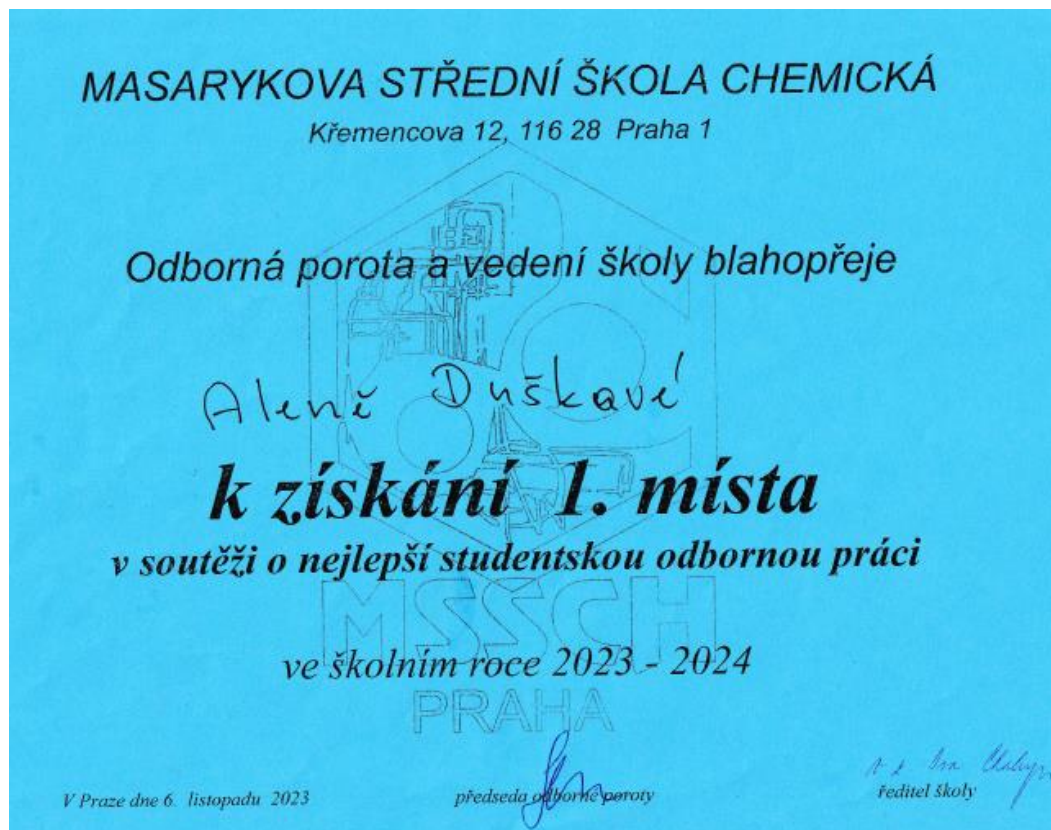 MASARYKOVA STŘEDNÍ ŠKOLA CHEMICKÁ
Křemencova 12, 116 28 Praha 1
Odborná porota a vedení školy blahopřeje
Aleně Duškavé
k získání 1. místa
v soutěži o nejlepší studentskou odbornou práci
MSSCH
ve školním roce 2023 - 2024
PRAHA
V Praze dne 6. listopadu 2023
předseda odborné poroty
ředitel školy